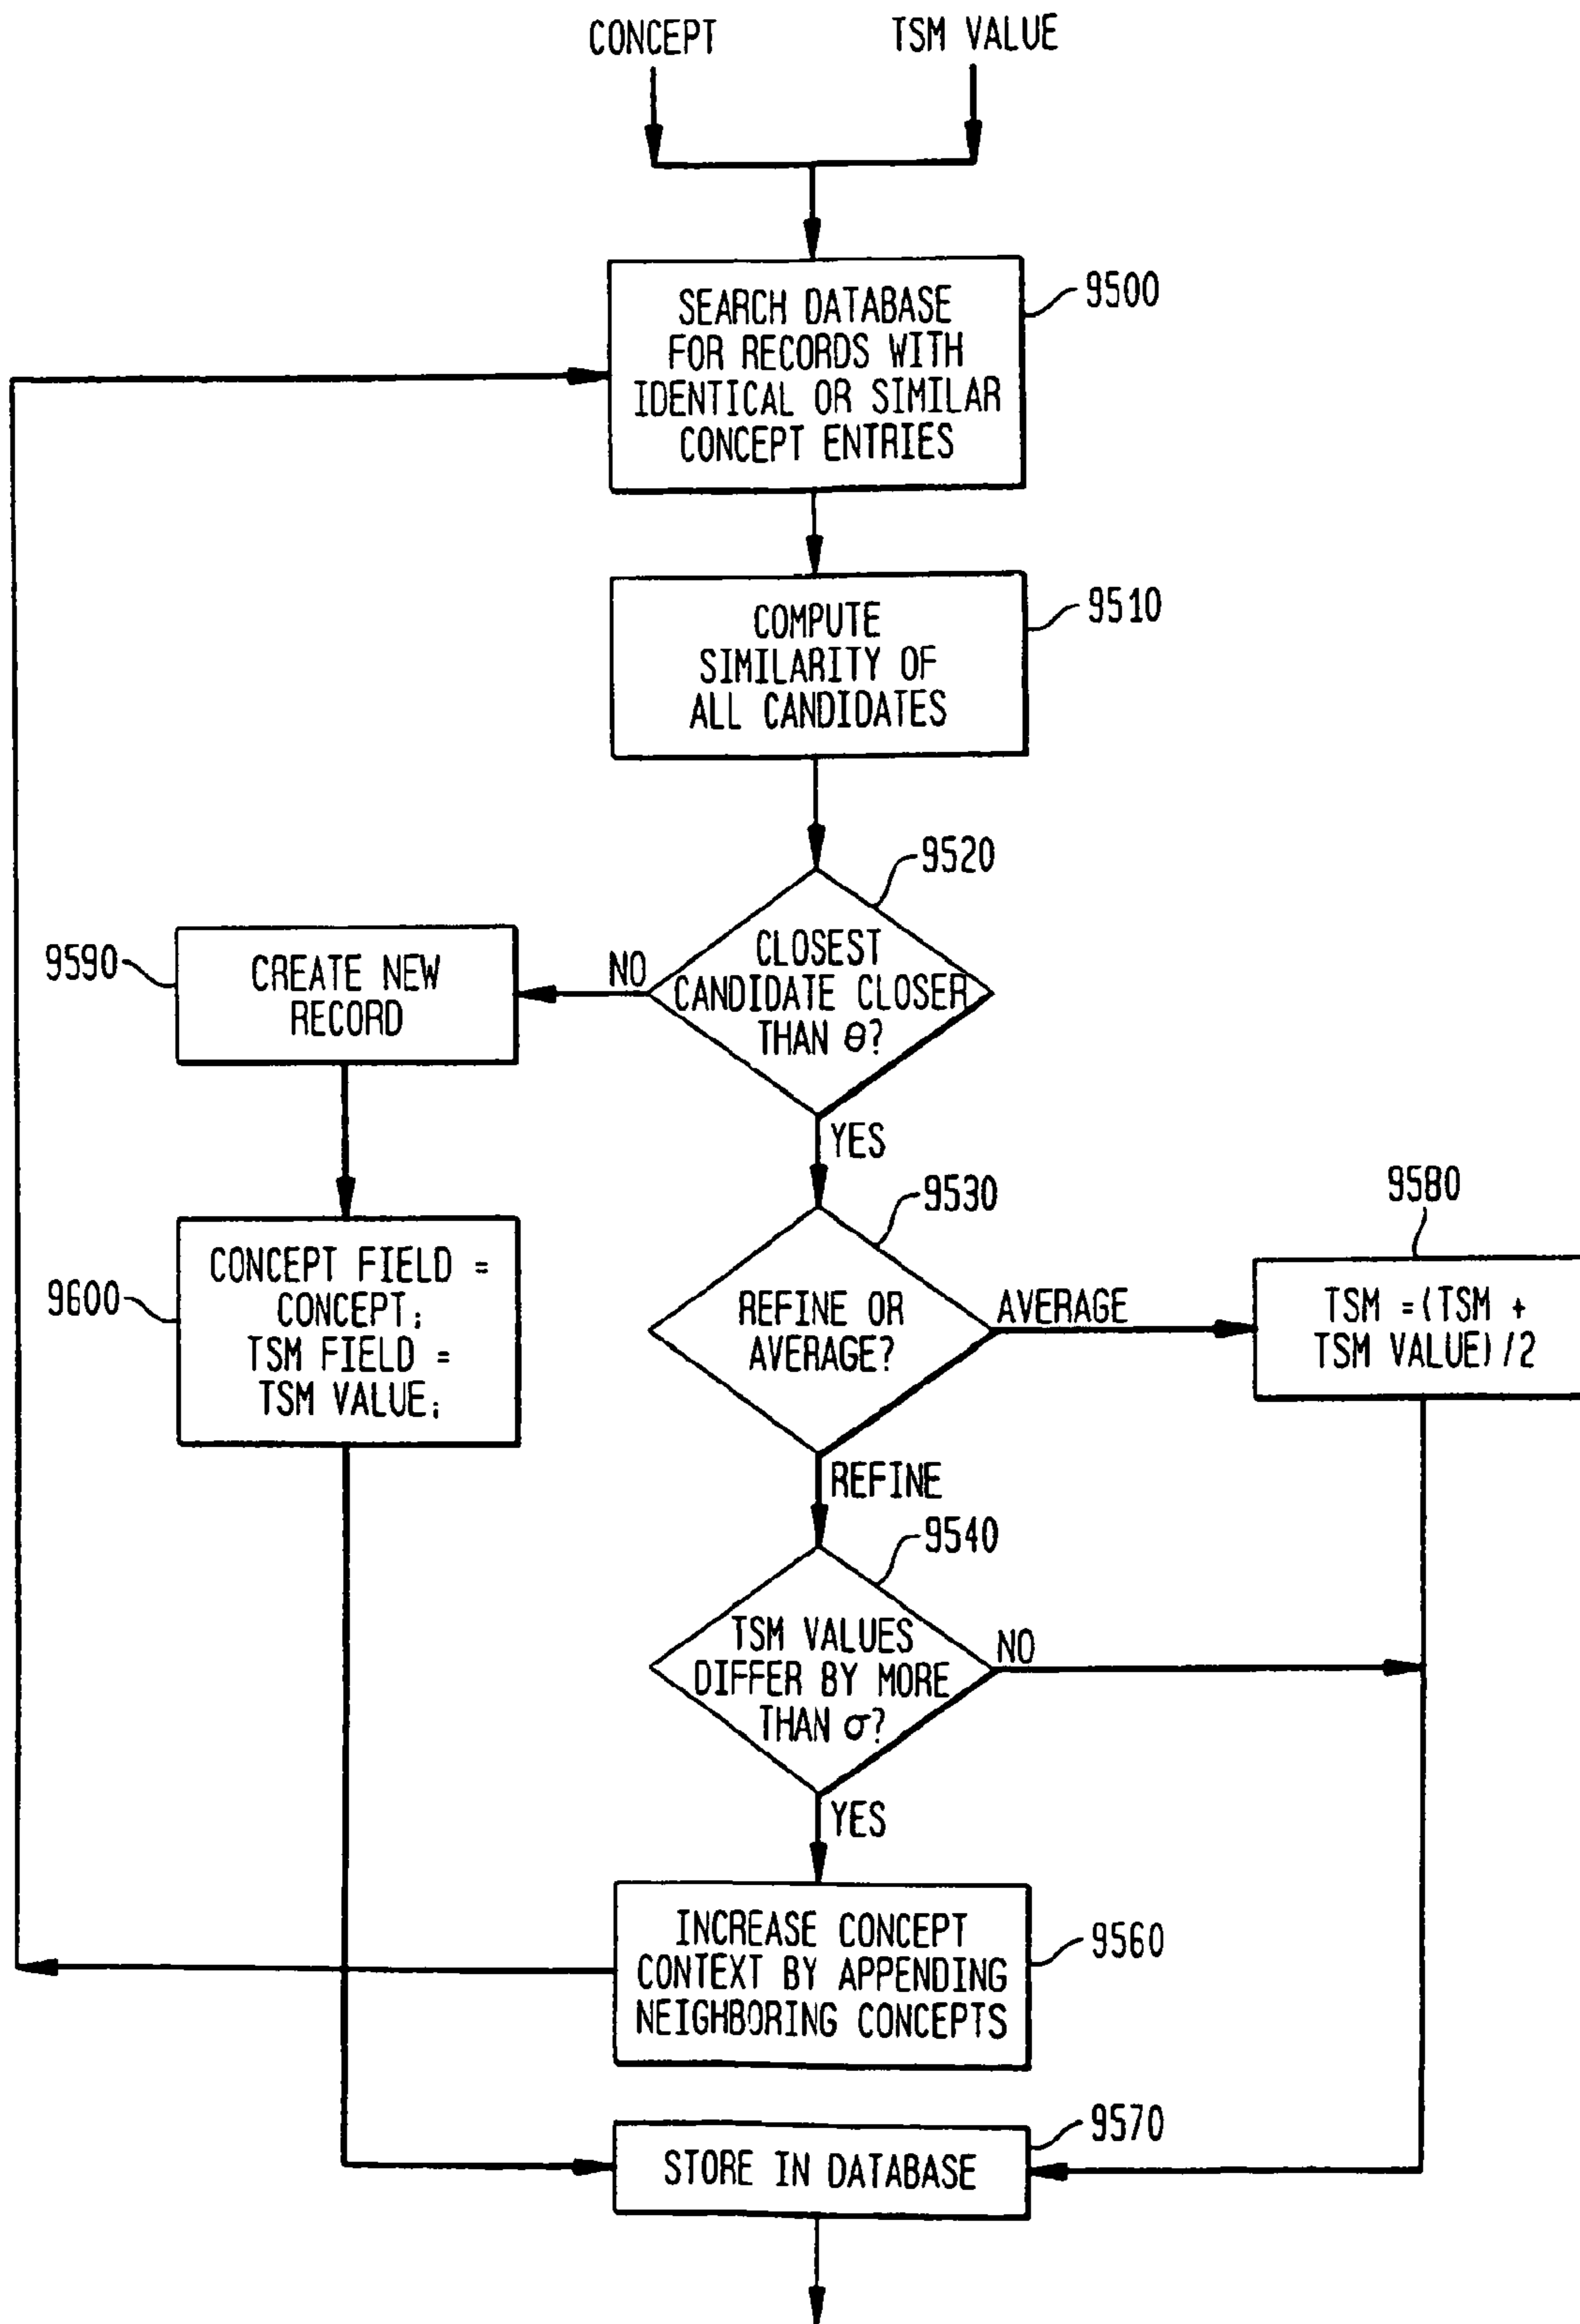 CONCEPT
TSM VALUE
SEARCH DATABASE
FOR RECORDS WITH
IDENTICAL OR SIMILAR
CONCEPT ENTRIES
9500
COMPUTE
SIMILARITY OF
ALL CANDIDATES
9510
CLOSEST
CANDIDATE CLOSER
THAN θ?
9520
NO
CREATE NEW
RECORD
9590
YES
CONCEPT FIELD =
CONCEPT;
TSM FIELD =
TSM VALUE;
9600
REFINE OR
AVERAGE?
9530
AVERAGE
TSM =(TSM +
TSM VALUE)/2
9580
REFINE
TSM VALUES
DIFFER BY MORE
THAN σ?
9540
NO
YES
INCREASE CONCEPT
CONTEXT BY APPENDING
NEIGHBORING CONCEPTS
9560
STORE IN DATABASE
9570